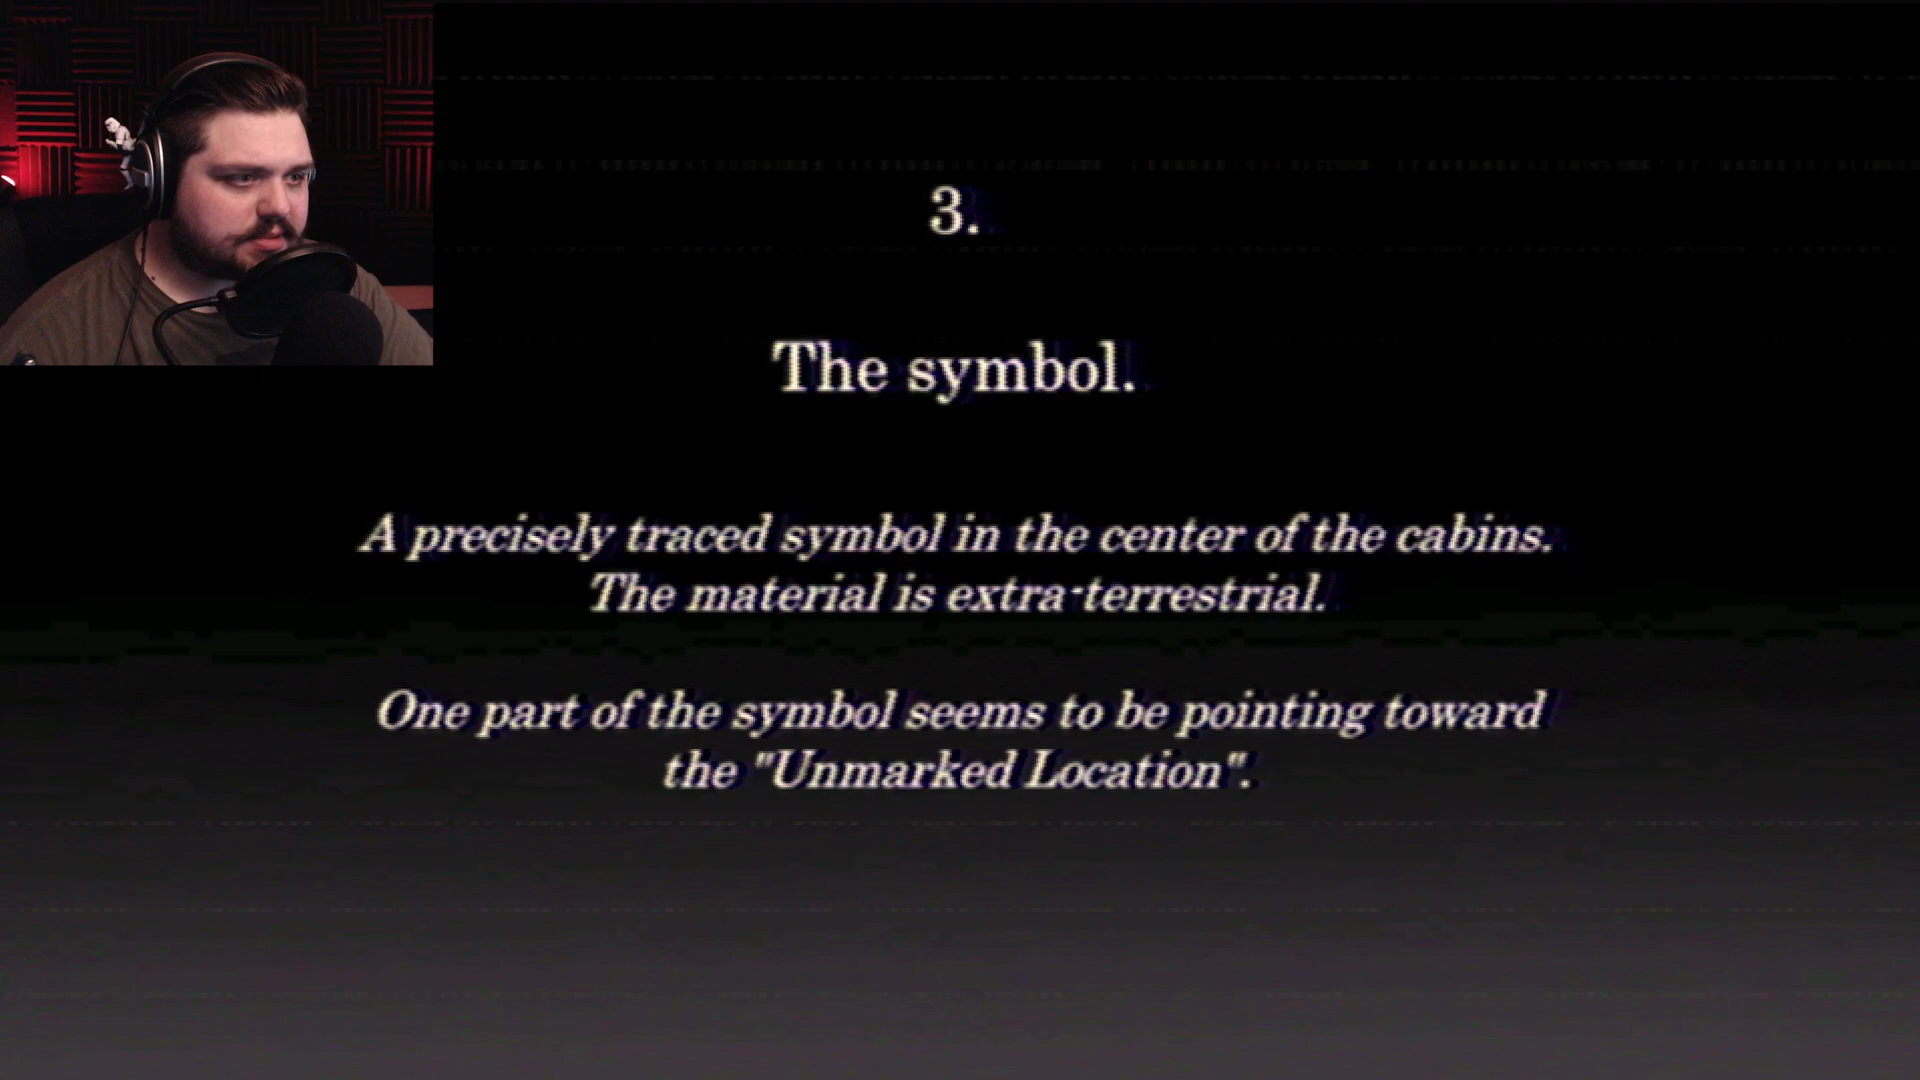 3.
The symbol.
A precisely traced symbol in the center of the cabins.
The material is extra-terrestrial.
One part of the symbol seems to be pointing toward
the "Unmarked Location".